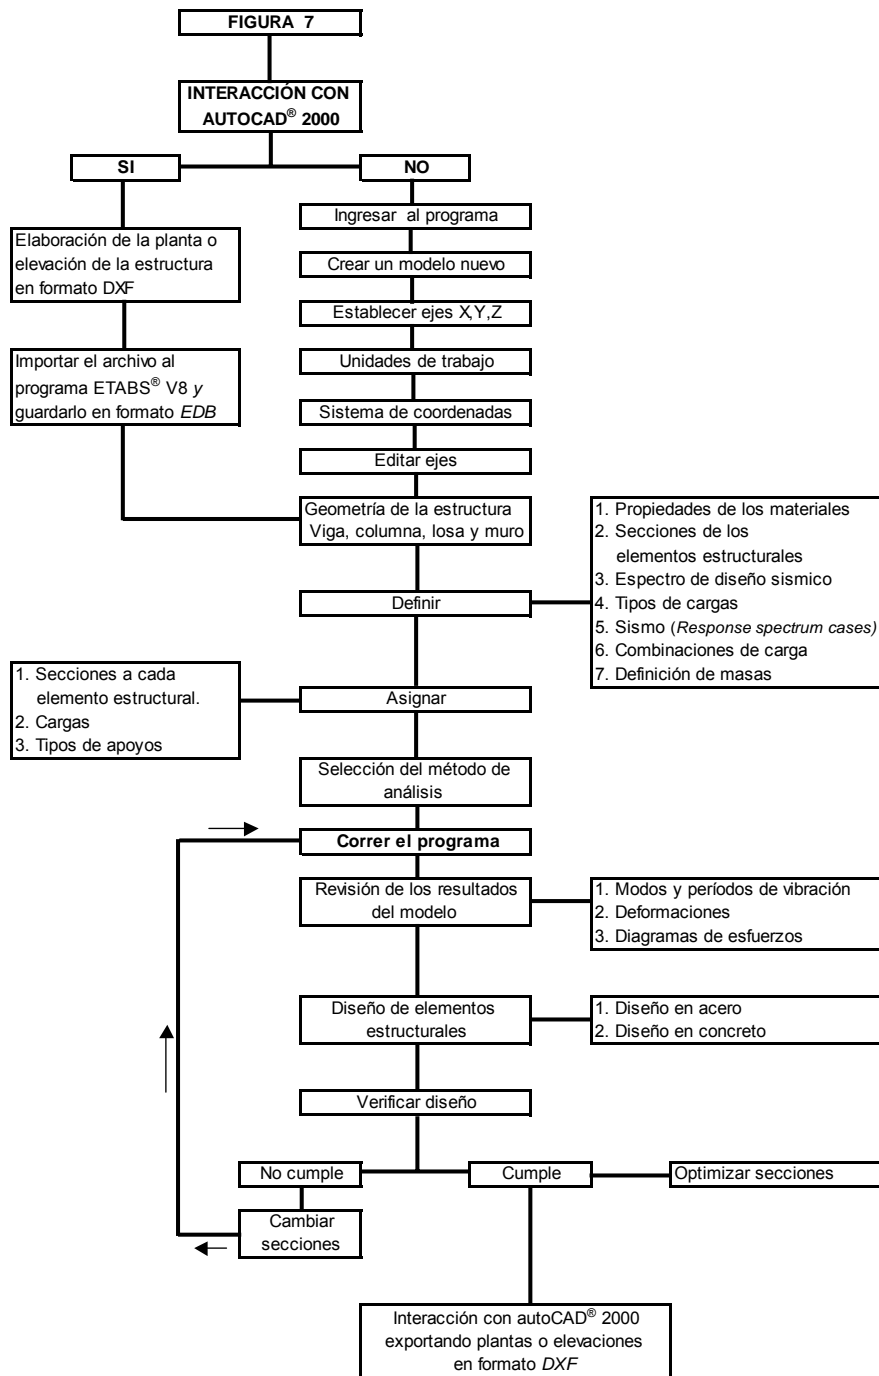 FIGURA 7
INTERACCIÓN CON
AUTOCAD® 2000
SI
NO
Elaboración de la planta o
elevación de la estructura
en formato DXF
Importar el archivo al
programa ETABS® V8 y
guardarlo en formato EDB
Ingresar al programa
Crear un modelo nuevo
Establecer ejes X,Y,Z
Unidades de trabajo
Sistema de coordenadas
Editar ejes
Geometría de la estructura
Viga, columna, losa y muro
Definir
1. Propiedades de los materiales
2. Secciones de los
elementos estructurales
3. Espectro de diseño sismico
4. Tipos de cargas
5. Sismo (Response spectrum cases)
6. Combinaciones de carga
7. Definición de masas
1. Secciones a cada
elemento estructural.
2. Cargas
3. Tipos de apoyos
Asignar
Selección del método de
análisis
Correr el programa
Revisión de los resultados
del modelo
1. Modos y períodos de vibración
2. Deformaciones
3. Diagramas de esfuerzos
Diseño de elementos
estructurales
1. Diseño en acero
2. Diseño en concreto
Verificar diseño
No cumple
Cumple
Optimizar secciones
Cambiar
secciones
Interacción con autoCAD® 2000
exportando plantas o elevaciones
en formato DXF